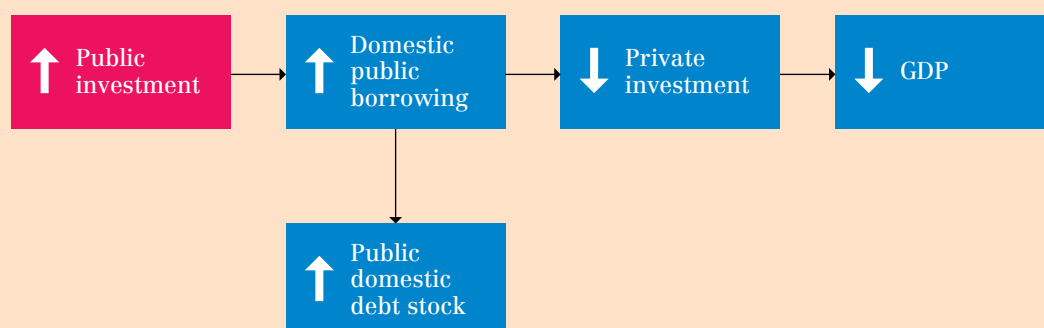 Public
investment
Domestic
public
borrowing
Private
investment
GDP
Public
domestic
debt stock